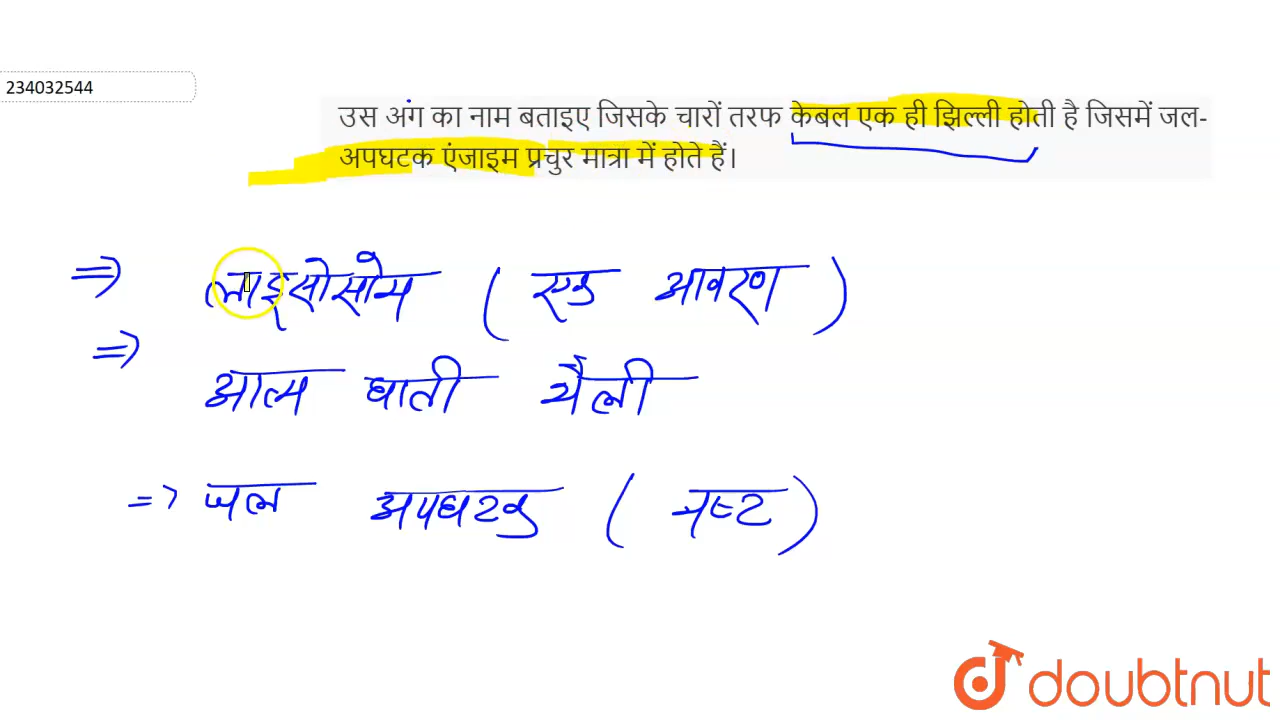 234032544
उस अंग का नाम बताइए जिसके चारों तरफ केबल एक ही झिल्ली होती है जिसमें जल-
अपघटक एंजाइम प्रचुर मात्रा में होते हैं।
⇒ लाइसोसोम ( एक आवरण )
⇒ आत्म घाती थैली
=> जल अपघटक ( नष्ट )
doubtnut